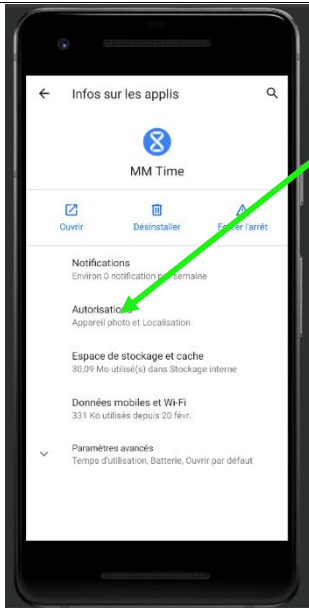 Infos sur les applis
MM Time
Ouvrir
Désinstaller
Forcer l'arrêt
Notifications
Environ 0 notification par semaine
Autorisations
Appareil photo et Localisation
Espace de stockage et cache
30,09 Mo utilisé(s) dans Stockage interne
Données mobiles et Wi-Fi
331 Ko utilisés depuis 20 févr.
Paramètres avancés
Temps d'utilisation, Batterie, Ouvrir par défaut